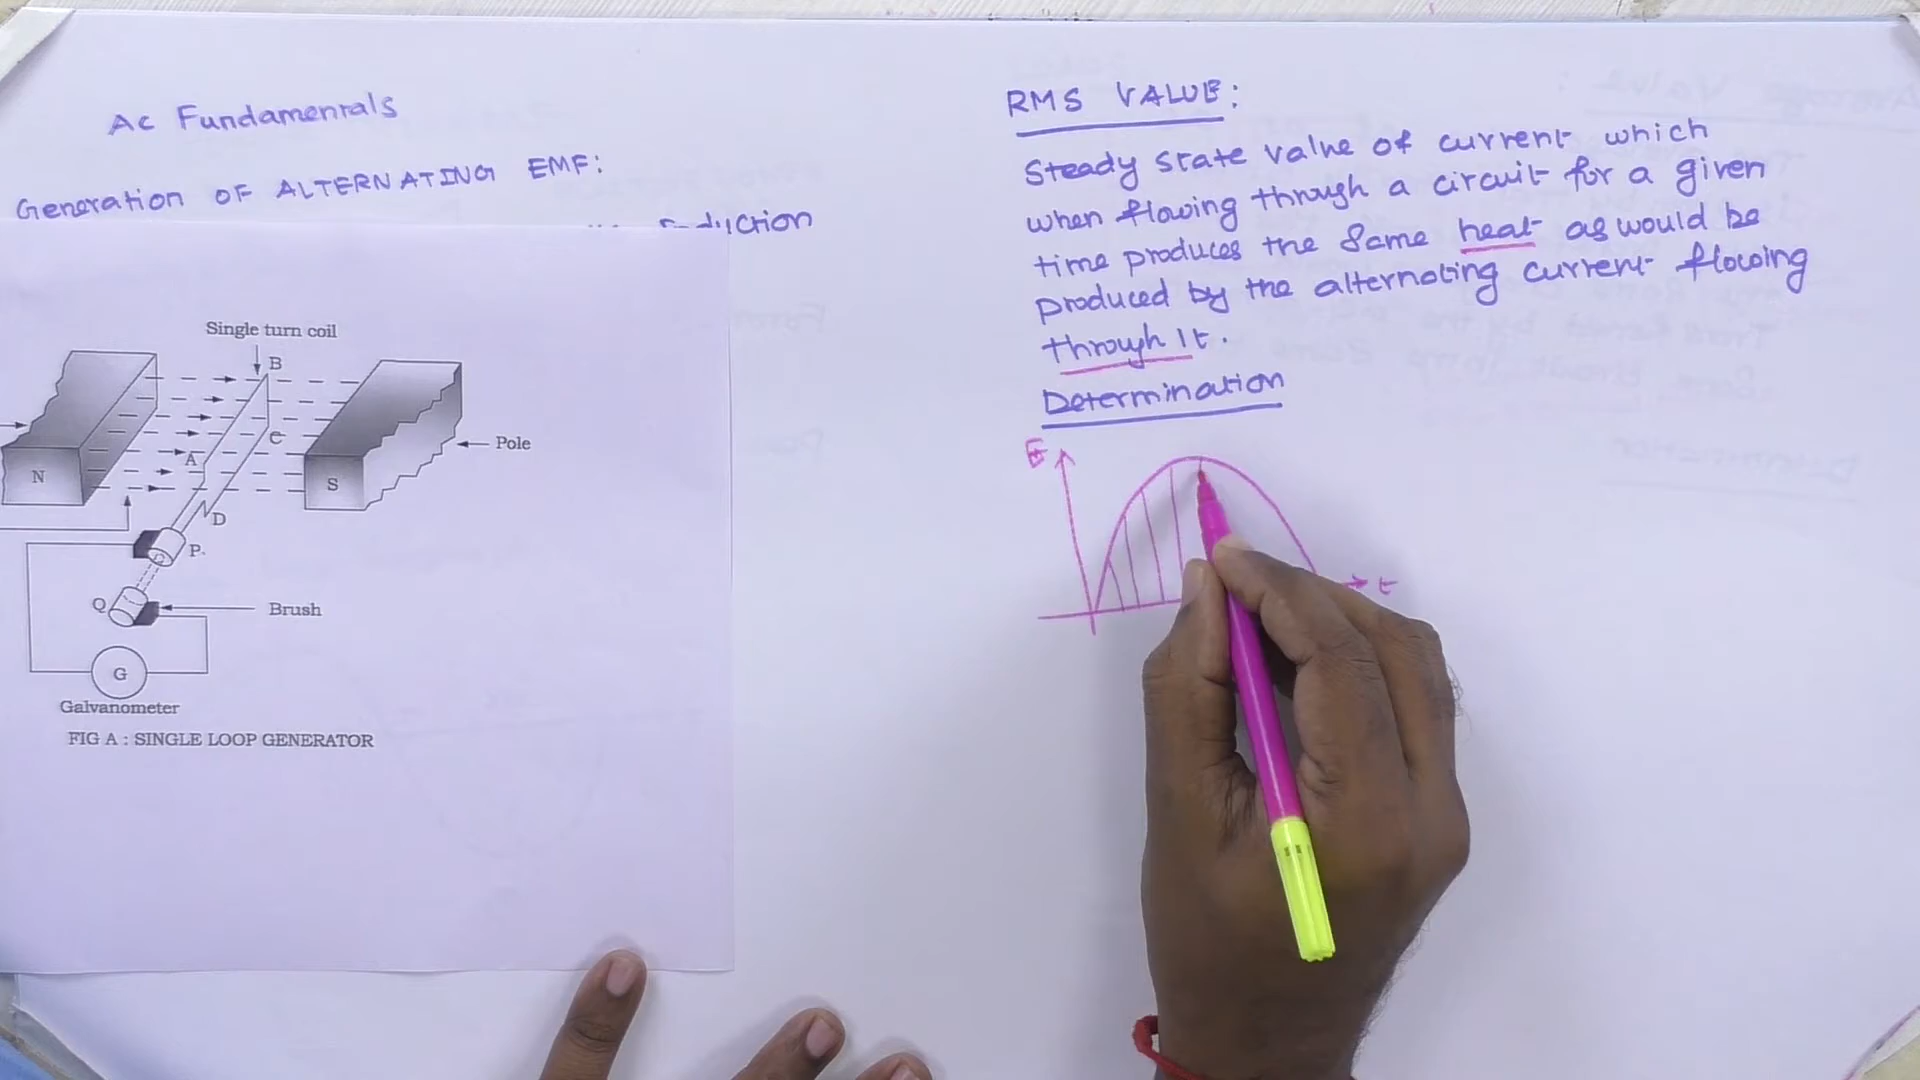 Ac Fundamenrals
Generation OF ALTERNATING EMF:
Single turn coil
B
C
A
N
S
Pole
D
P.
Q
Brush
G
Galvanometer
FIG A : SINGLE LOOP GENERATOR
RMS VALUE:
Steady state value of current which
when flowing through a circuit for a given
time produces the same heat as would be
produced by the alternating current flowing
through It.
Determination
E
t